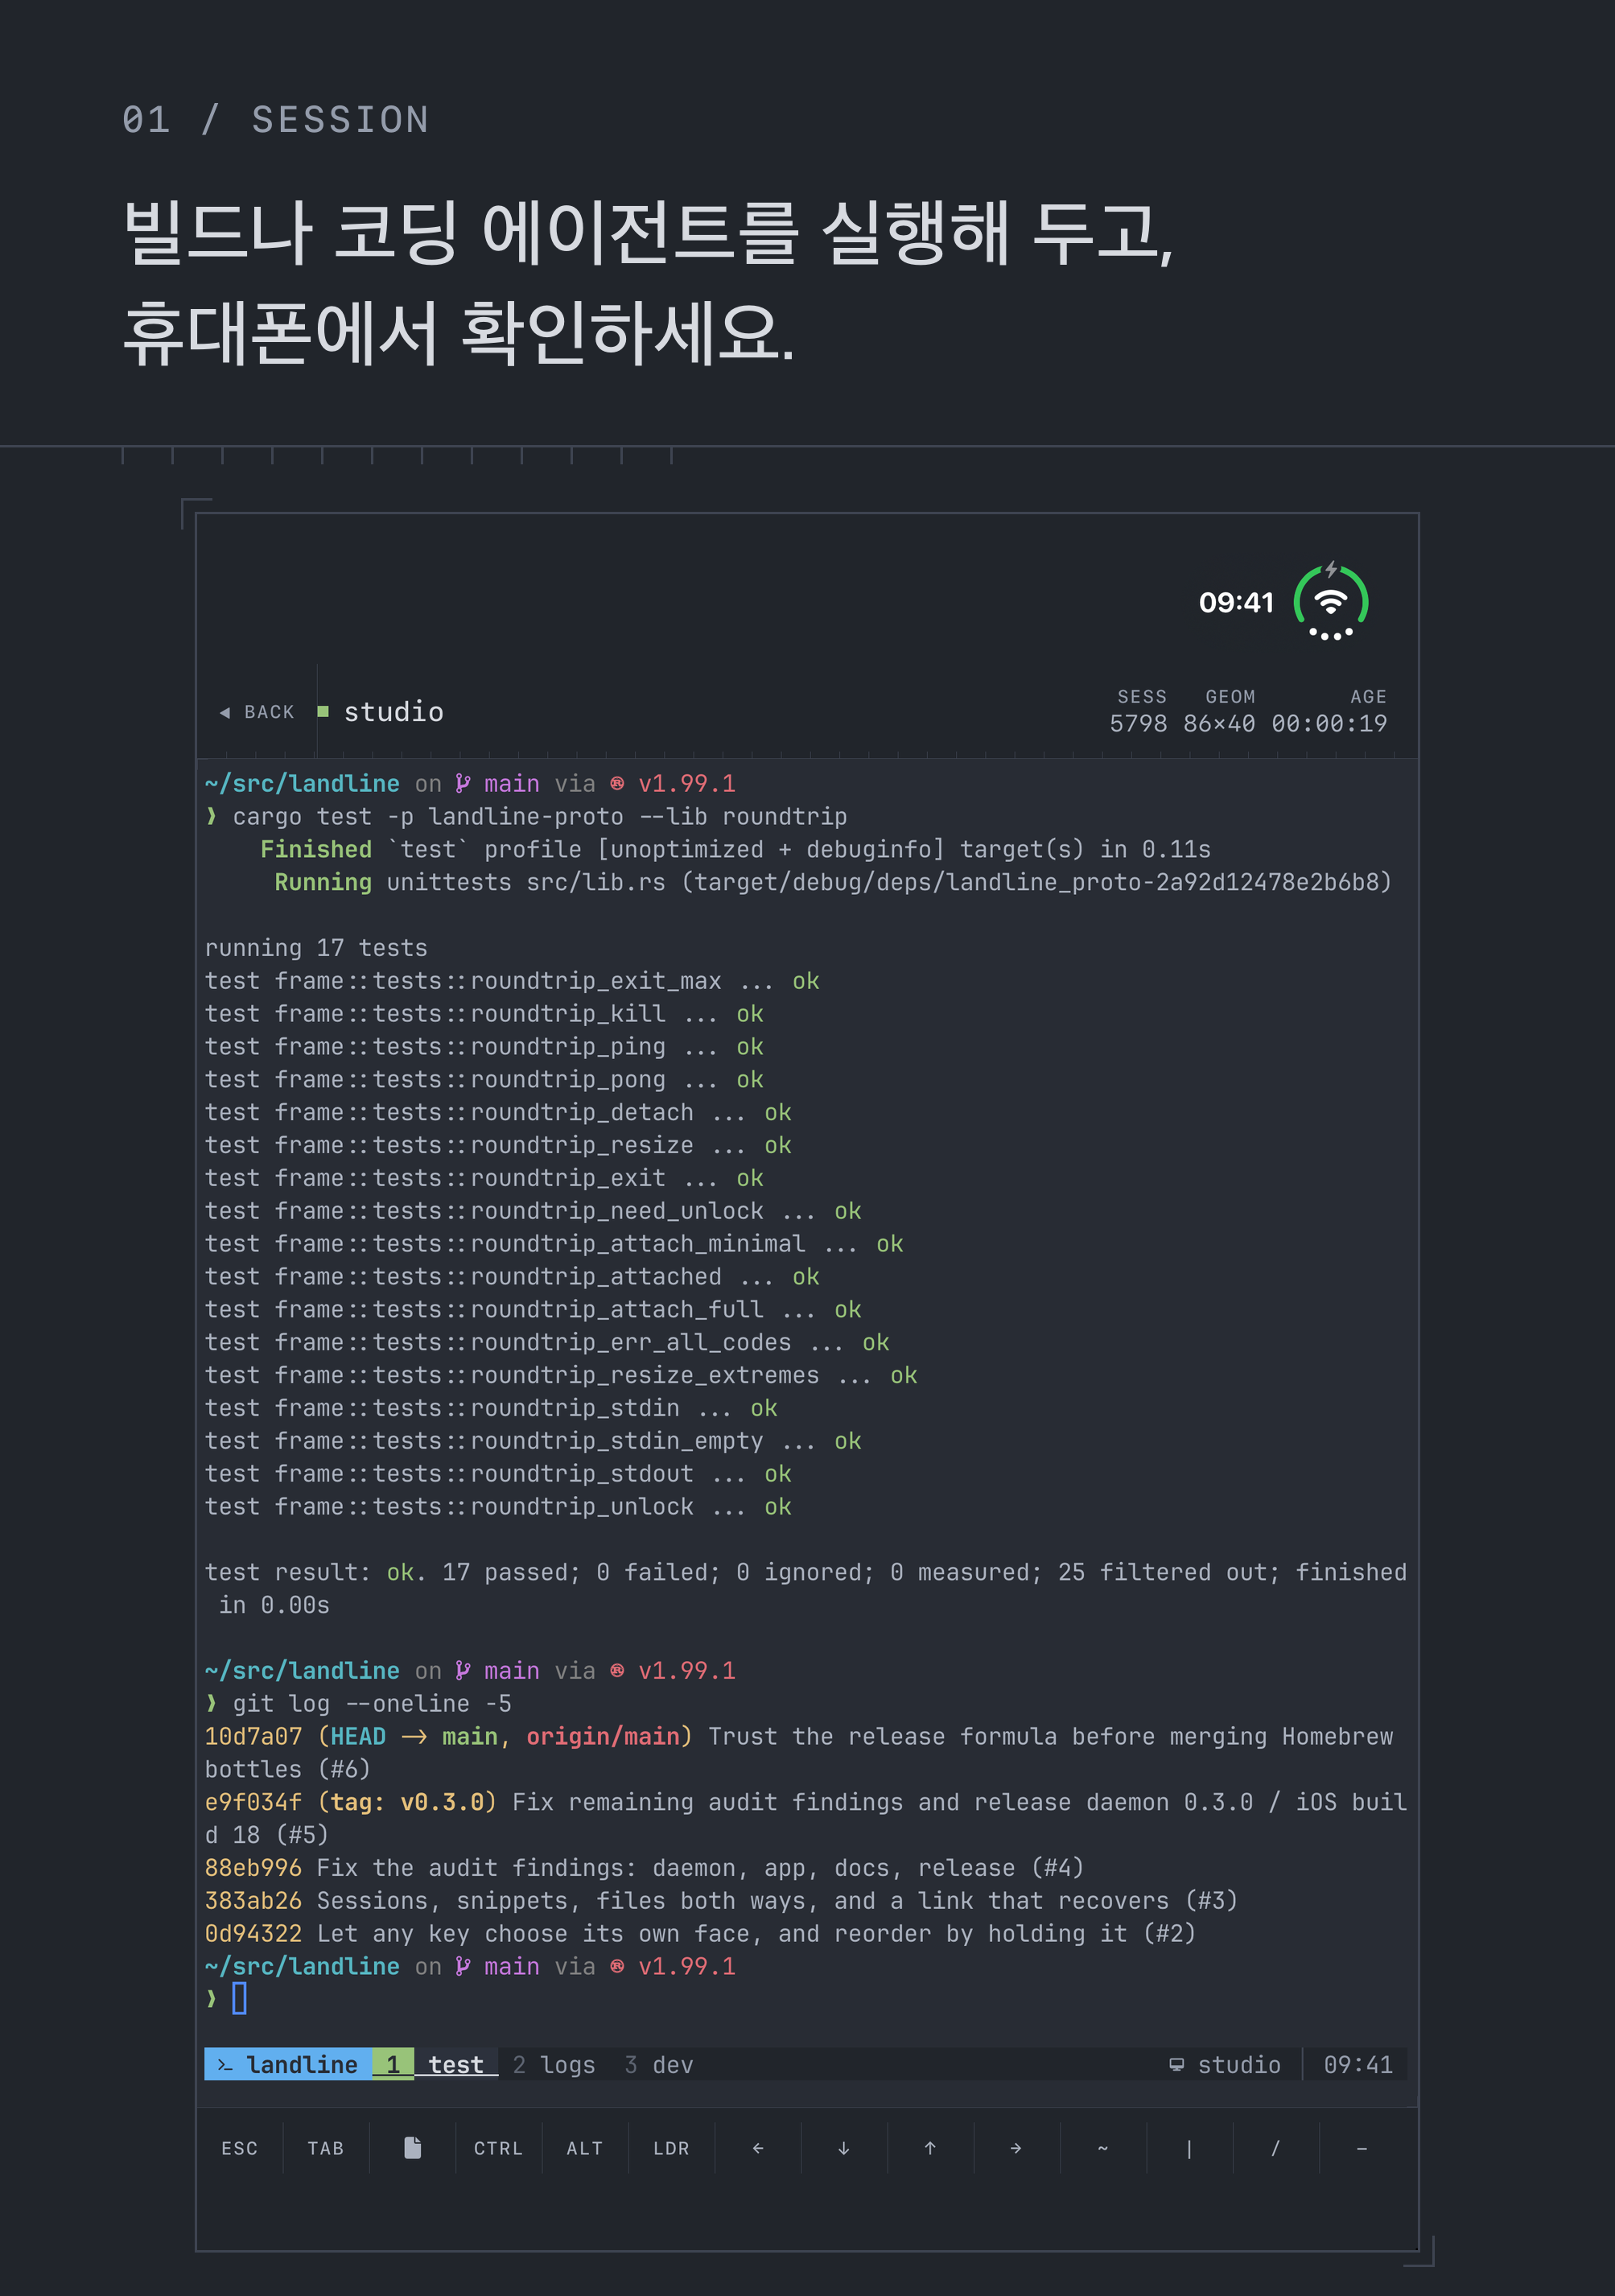 01 / SESSION
빌드나 코딩 에이전트를 실행해 두고,
휴대폰에서 확인하세요.
09:41
◀ BACK
studio
SESS GEOM AGE
5798 86×40 00:00:19
~/src/landline on main via v1.99.1
❯ cargo test -p landline-proto --lib roundtrip
Finished `test` profile [unoptimized + debuginfo] target(s) in 0.11s
Running unittests src/lib.rs (target/debug/deps/landline_proto-2a92d12478e2b6b8)
running 17 tests
test frame::tests::roundtrip_exit_max ... ok
test frame::tests::roundtrip_kill ... ok
test frame::tests::roundtrip_ping ... ok
test frame::tests::roundtrip_pong ... ok
test frame::tests::roundtrip_detach ... ok
test frame::tests::roundtrip_resize ... ok
test frame::tests::roundtrip_exit ... ok
test frame::tests::roundtrip_need_unlock ... ok
test frame::tests::roundtrip_attach_minimal ... ok
test frame::tests::roundtrip_attached ... ok
test frame::tests::roundtrip_attach_full ... ok
test frame::tests::roundtrip_err_all_codes ... ok
test frame::tests::roundtrip_resize_extremes ... ok
test frame::tests::roundtrip_stdin ... ok
test frame::tests::roundtrip_stdin_empty ... ok
test frame::tests::roundtrip_stdout ... ok
test frame::tests::roundtrip_unlock ... ok
test result: ok. 17 passed; 0 failed; 0 ignored; 0 measured; 25 filtered out; finished
in 0.00s
~/src/landline on main via v1.99.1
❯ git log --oneline -5
10d7a07 (HEAD -> main, origin/main) Trust the release formula before merging Homebrew
bottles (#6)
e9f034f (tag: v0.3.0) Fix remaining audit findings and release daemon 0.3.0 / iOS buil
d 18 (#5)
88eb996 Fix the audit findings: daemon, app, docs, release (#4)
383ab26 Sessions, snippets, files both ways, and a link that recovers (#3)
0d94322 Let any key choose its own face, and reorder by holding it (#2)
~/src/landline on main via v1.99.1
❯
landline 1 test 2 logs 3 dev studio 09:41
ESC TAB CTRL ALT LDR ← ↓ ↑ → ~ | / −